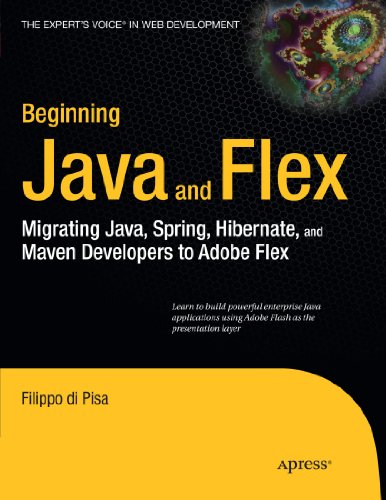 THE EXPERT'S VOICE® IN WEB DEVELOPMENT
Beginning
Java and Flex
Migrating Java, Spring, Hibernate, and
Maven Developers to Adobe Flex
Learn to build powerful enterprise Java
applications using Adobe Flash as the
presentation layer
Filippo di Pisa
Apress®